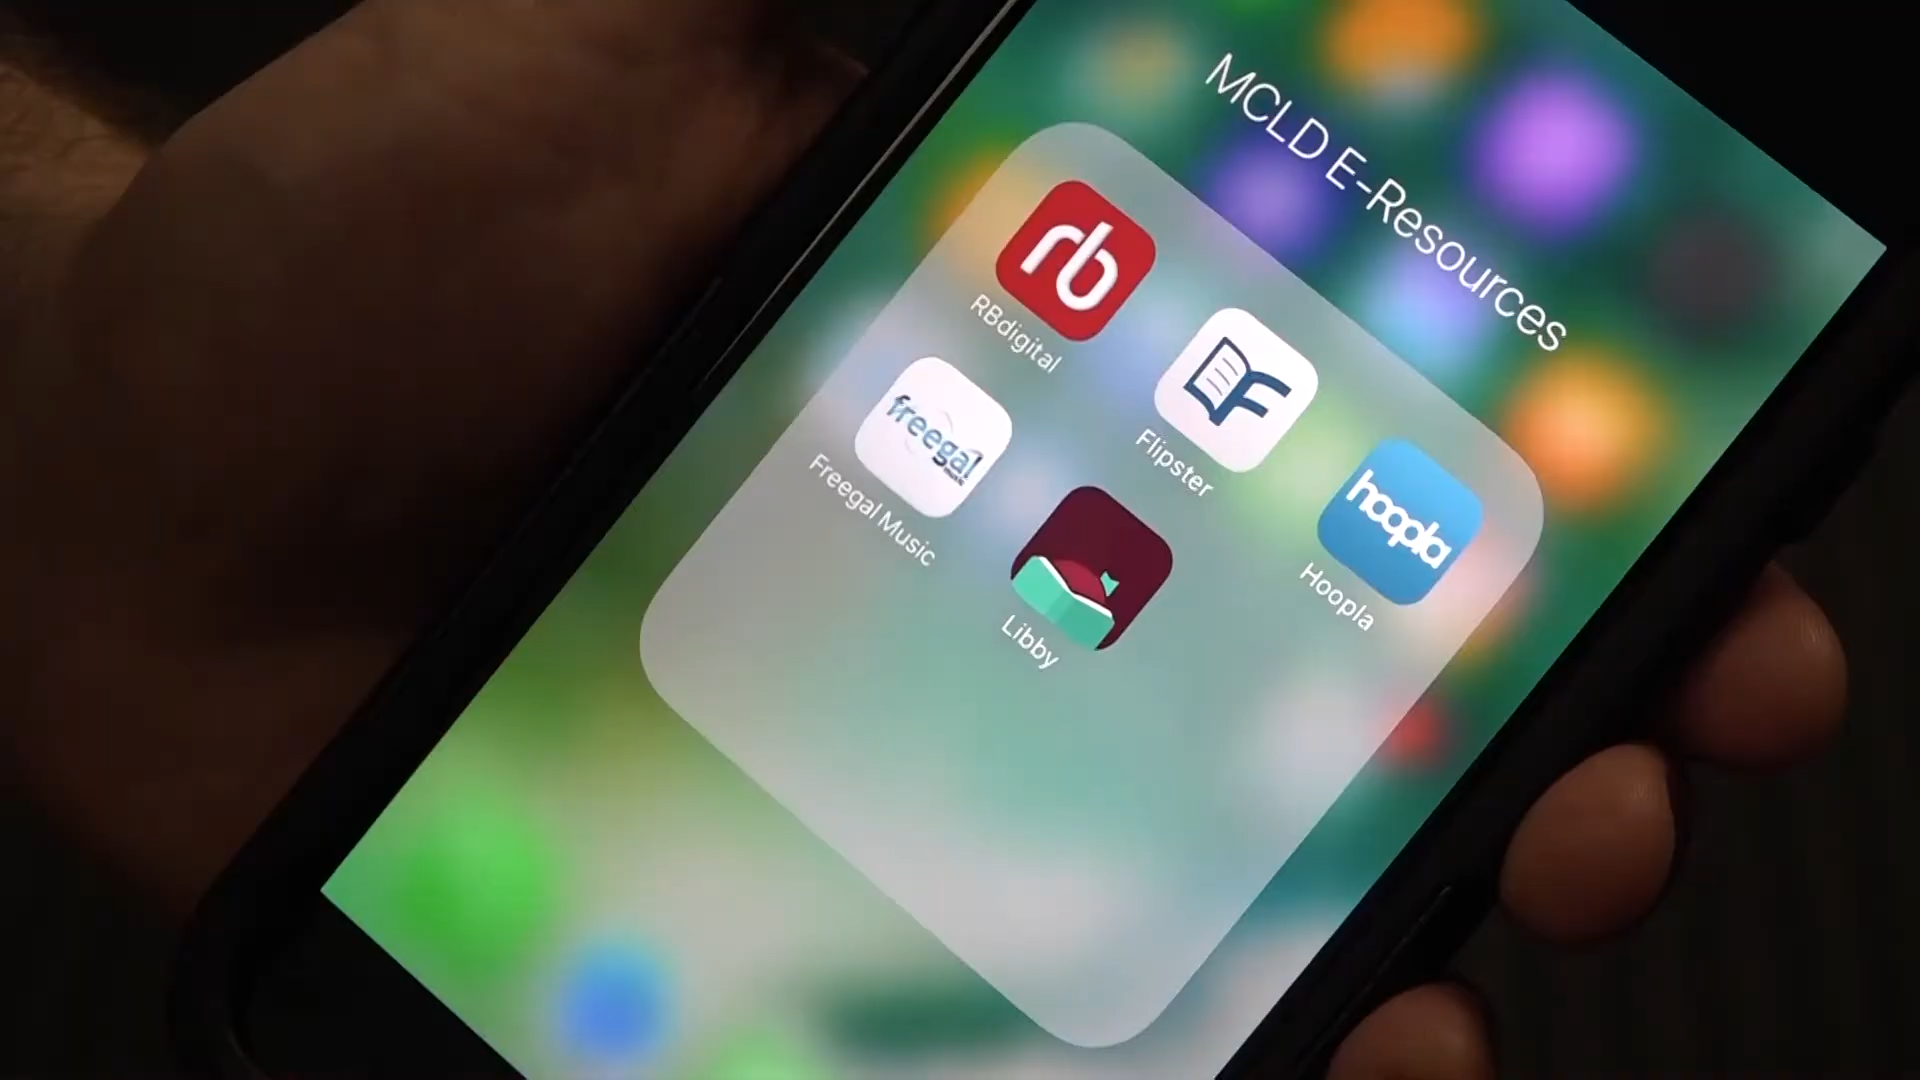 MCLD E-Resources
rb
RBdigital
F
Flipster
hoopla
Hoopla
freegal
Freegal Music
Libby